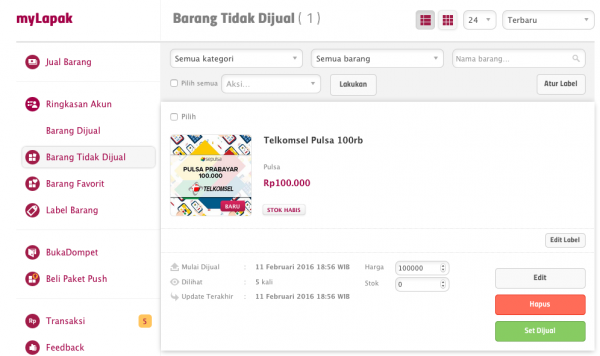 myLapak
Barang Tidak Dijual ( 1 )
24
Terbaru
Jual Barang
Ringkasan Akun
Barang Dijual
Barang Tidak Dijual
Barang Favorit
Label Barang
BukaDompet
Beli Paket Push
Transaksi 5
Feedback
Semua kategori
Semua barang
Nama barang...
Pilih semua
Aksi...
Lakukan
Atur Label
Pilih
sepulsa
PULSA PRABAYAR
100.000
TELKOMSEL
BARU
Telkomsel Pulsa 100rb
Pulsa
Rp100.000
STOK HABIS
Edit Label
Mulai Dijual : 11 Februari 2016 18:56 WIB
Dilihat : 5 kali
Update Terakhir : 11 Februari 2016 18:56 WIB
Harga 100000
Stok 0
Edit
Hapus
Set Dijual